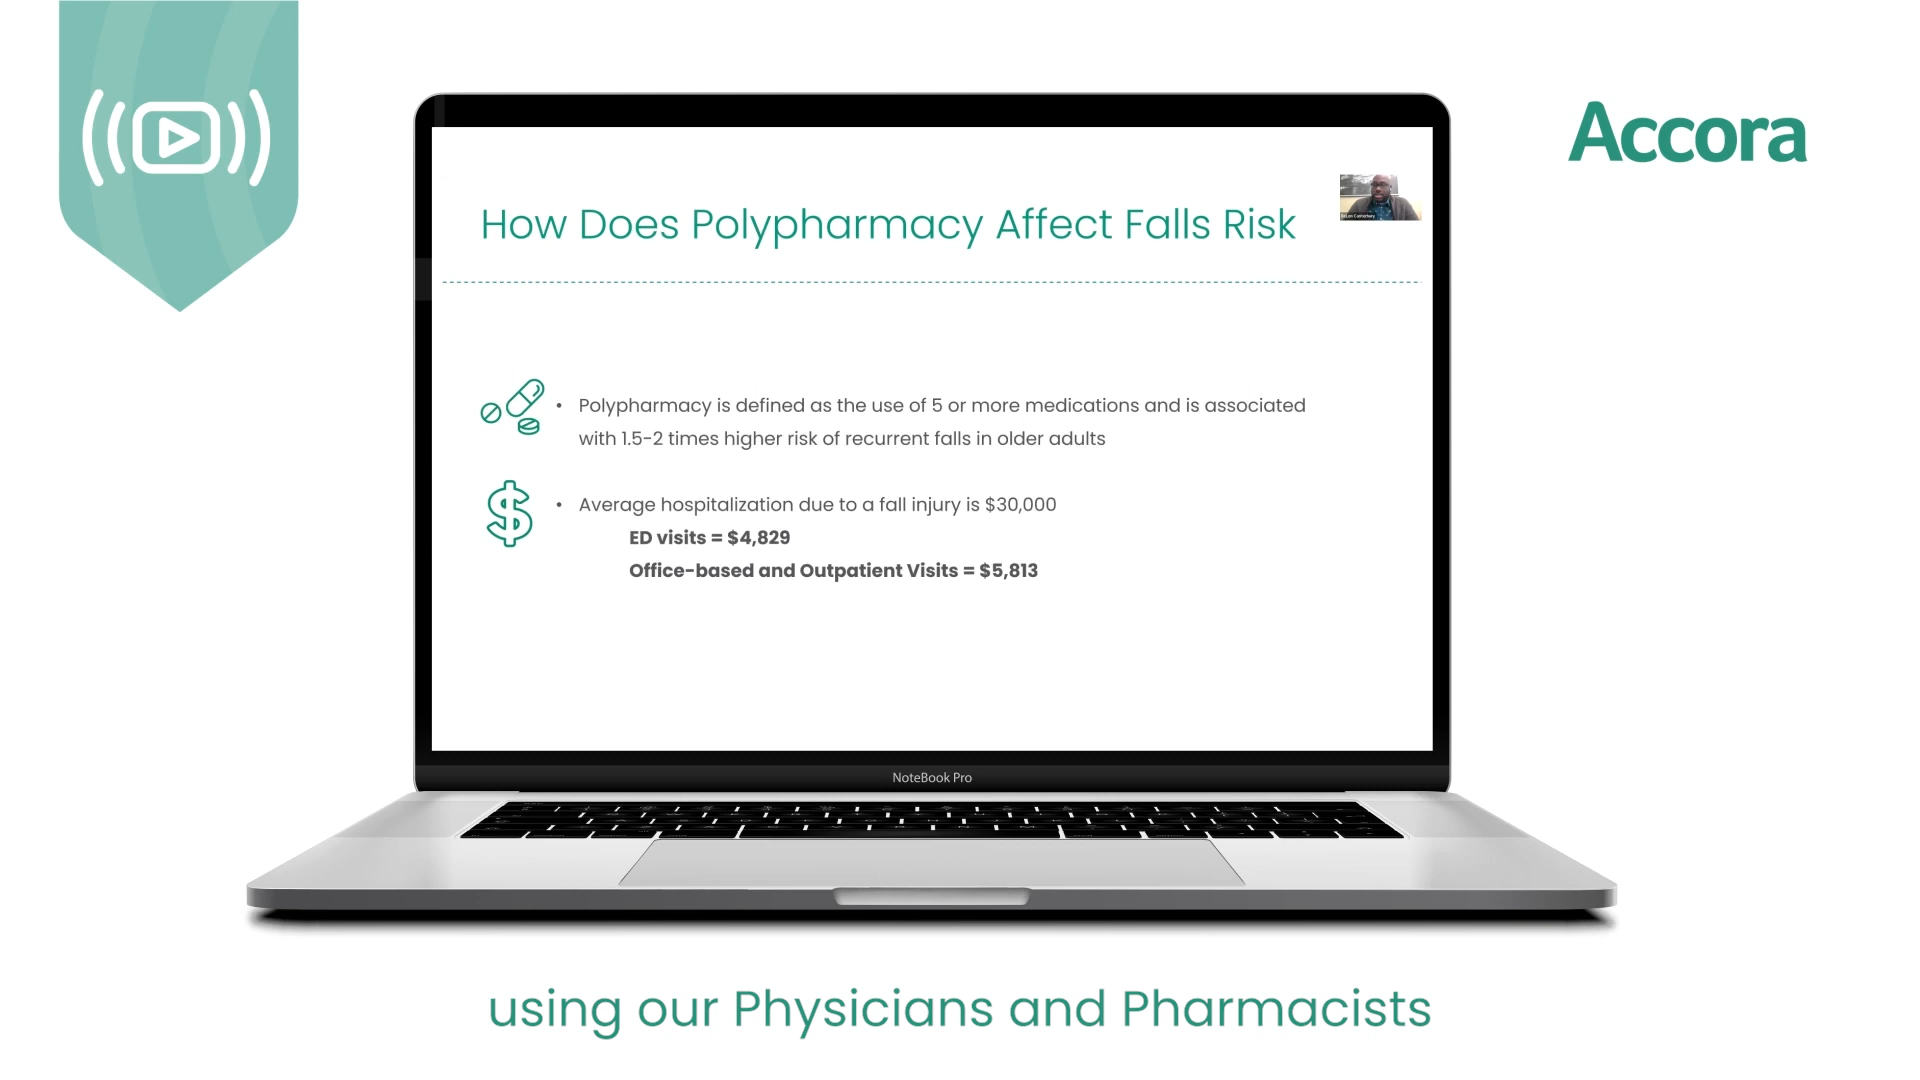 Accora
How Does Polypharmacy Affect Falls Risk
• Polypharmacy is defined as the use of 5 or more medications and is associated
with 1.5-2 times higher risk of recurrent falls in older adults
• Average hospitalization due to a fall injury is $30,000
ED visits = $4,829
Office-based and Outpatient Visits = $5,813
NoteBook Pro
using our Physicians and Pharmacists